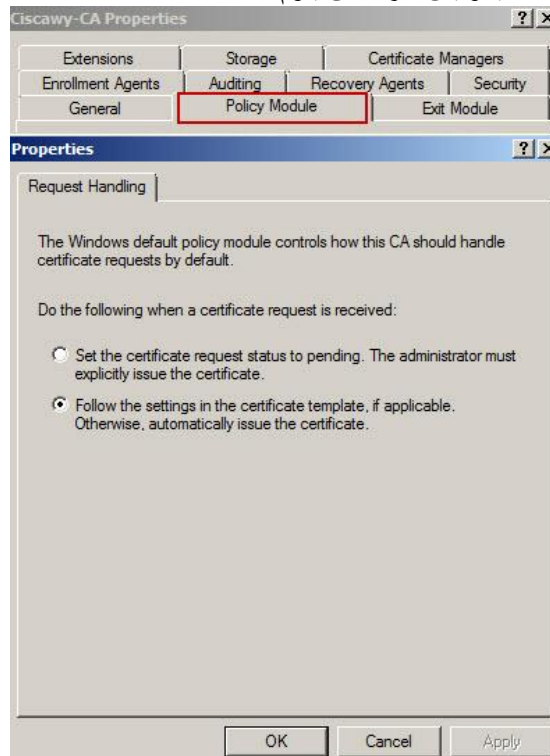 Ciscawy-CA Properties
Extensions Storage Certificate Managers
Enrollment Agents Auditing Recovery Agents Security
General Policy Module Exit Module
Properties
Request Handling
The Windows default policy module controls how this CA should handle
certificate requests by default.
Do the following when a certificate request is received:
Set the certificate request status to pending. The administrator must
explicitly issue the certificate.
Follow the settings in the certificate template, if applicable.
Otherwise, automatically issue the certificate.
OK Cancel Apply